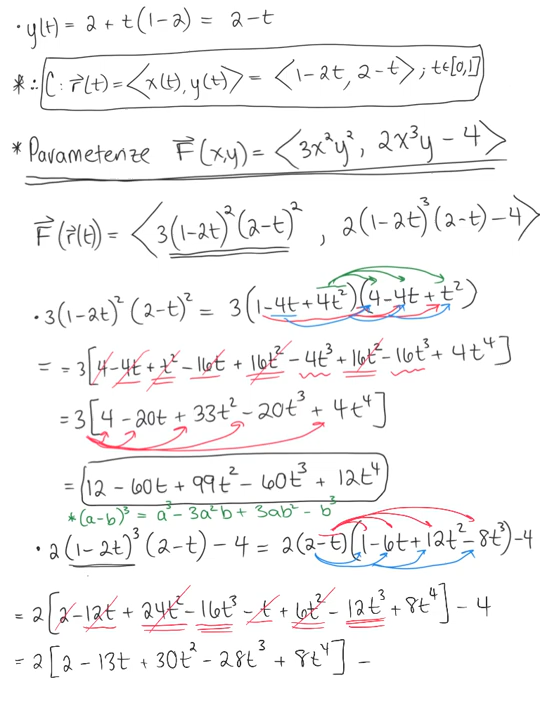 · y(t) = 2 + t(1-2) = 2-t
* ∴ C: r⃗(t) = <x(t), y(t)> = <1-2t, 2-t> ; t∈[0,1]
* Parameterize F⃗(x,y) = <3x²y², 2x³y - 4>
F⃗(r⃗(t)) = <3(1-2t)²(2-t)², 2(1-2t)³(2-t)-4>
· 3(1-2t)²(2-t)² = 3(1-4t+4t²)(4-4t+t²)
= = 3[4-4t+t²-16t+16t²-4t³+16t²-16t³+4t⁴]
= 3[4-20t+33t²-20t³+4t⁴]
= 12-60t+99t²-60t³+12t⁴
*(a-b)³ = a³-3a²b+3ab²-b³
· 2(1-2t)³(2-t)-4 = 2(2-t)(1-6t+12t²-8t³)-4
= 2[2-12t+24t²-16t³-t+6t²-12t³+8t⁴]-4
= 2[2-13t+30t²-28t³+8t⁴] -